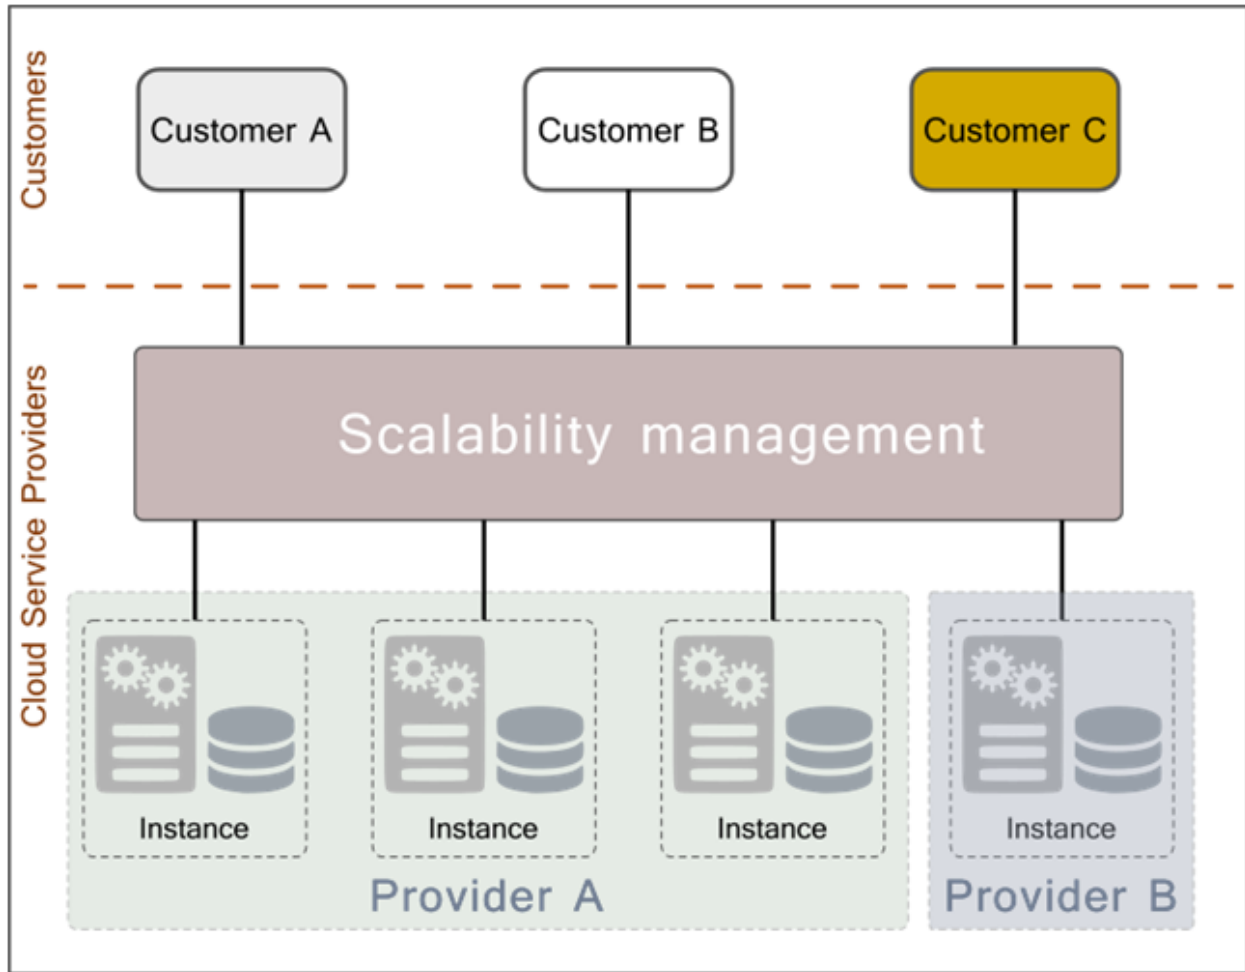 Customers
Customer A
Customer B
Customer C
Cloud Service Providers
Scalability management
Instance
Instance
Instance
Instance
Provider A
Provider B